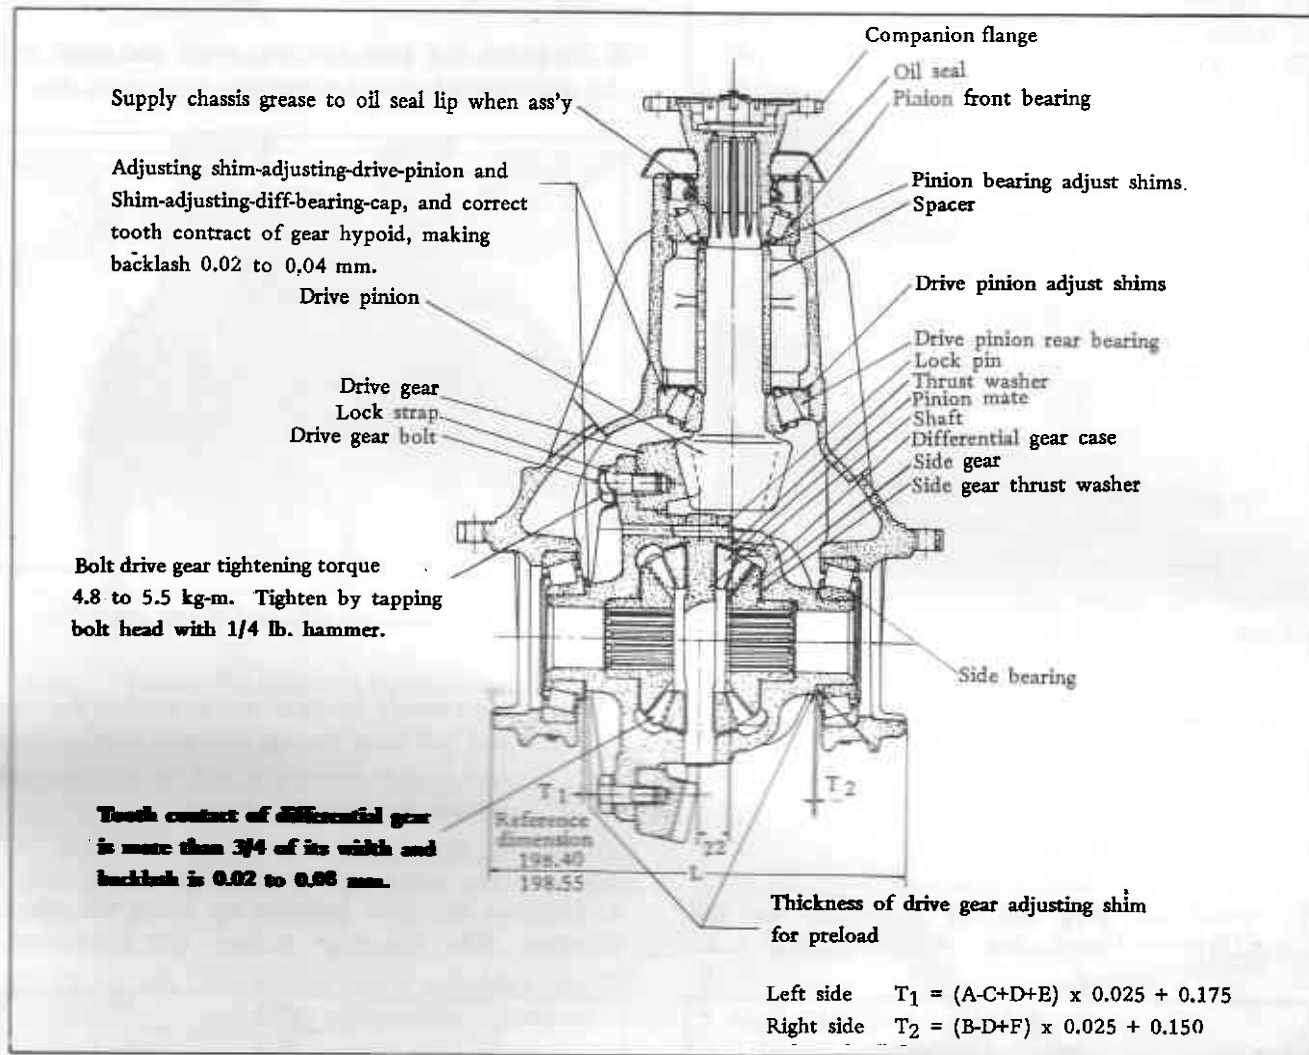 Companion flange
Oil seal
Pinion front bearing
Supply chassis grease to oil seal lip when ass'y
Adjusting shim-adjusting-drive-pinion and
Shim-adjusting-diff-bearing-cap, and correct
tooth contract of gear hypoid, making
backlash 0.02 to 0.04 mm.
Pinion bearing adjust shims.
Spacer
Drive pinion
Drive pinion adjust shims
Drive pinion rear bearing
Lock pin
Thrust washer
Pinion mate
Shaft
Differential gear case
Side gear
Side gear thrust washer
Drive gear
Lock strap
Drive gear bolt
Bolt drive gear tightening torque
4.8 to 5.5 kg-m. Tighten by tapping
bolt head with 1/4 lb. hammer.
Side bearing
Tooth contact of differential gear
is more than 3/4 of its width and
backlash is 0.02 to 0.08 mm.
T1
T2
Reference
dimension
198.40
198.55
22
L
Thickness of drive gear adjusting shim
for preload
Left side T1 = (A-C+D+E) x 0.025 + 0.175
Right side T2 = (B-D+F) x 0.025 + 0.150